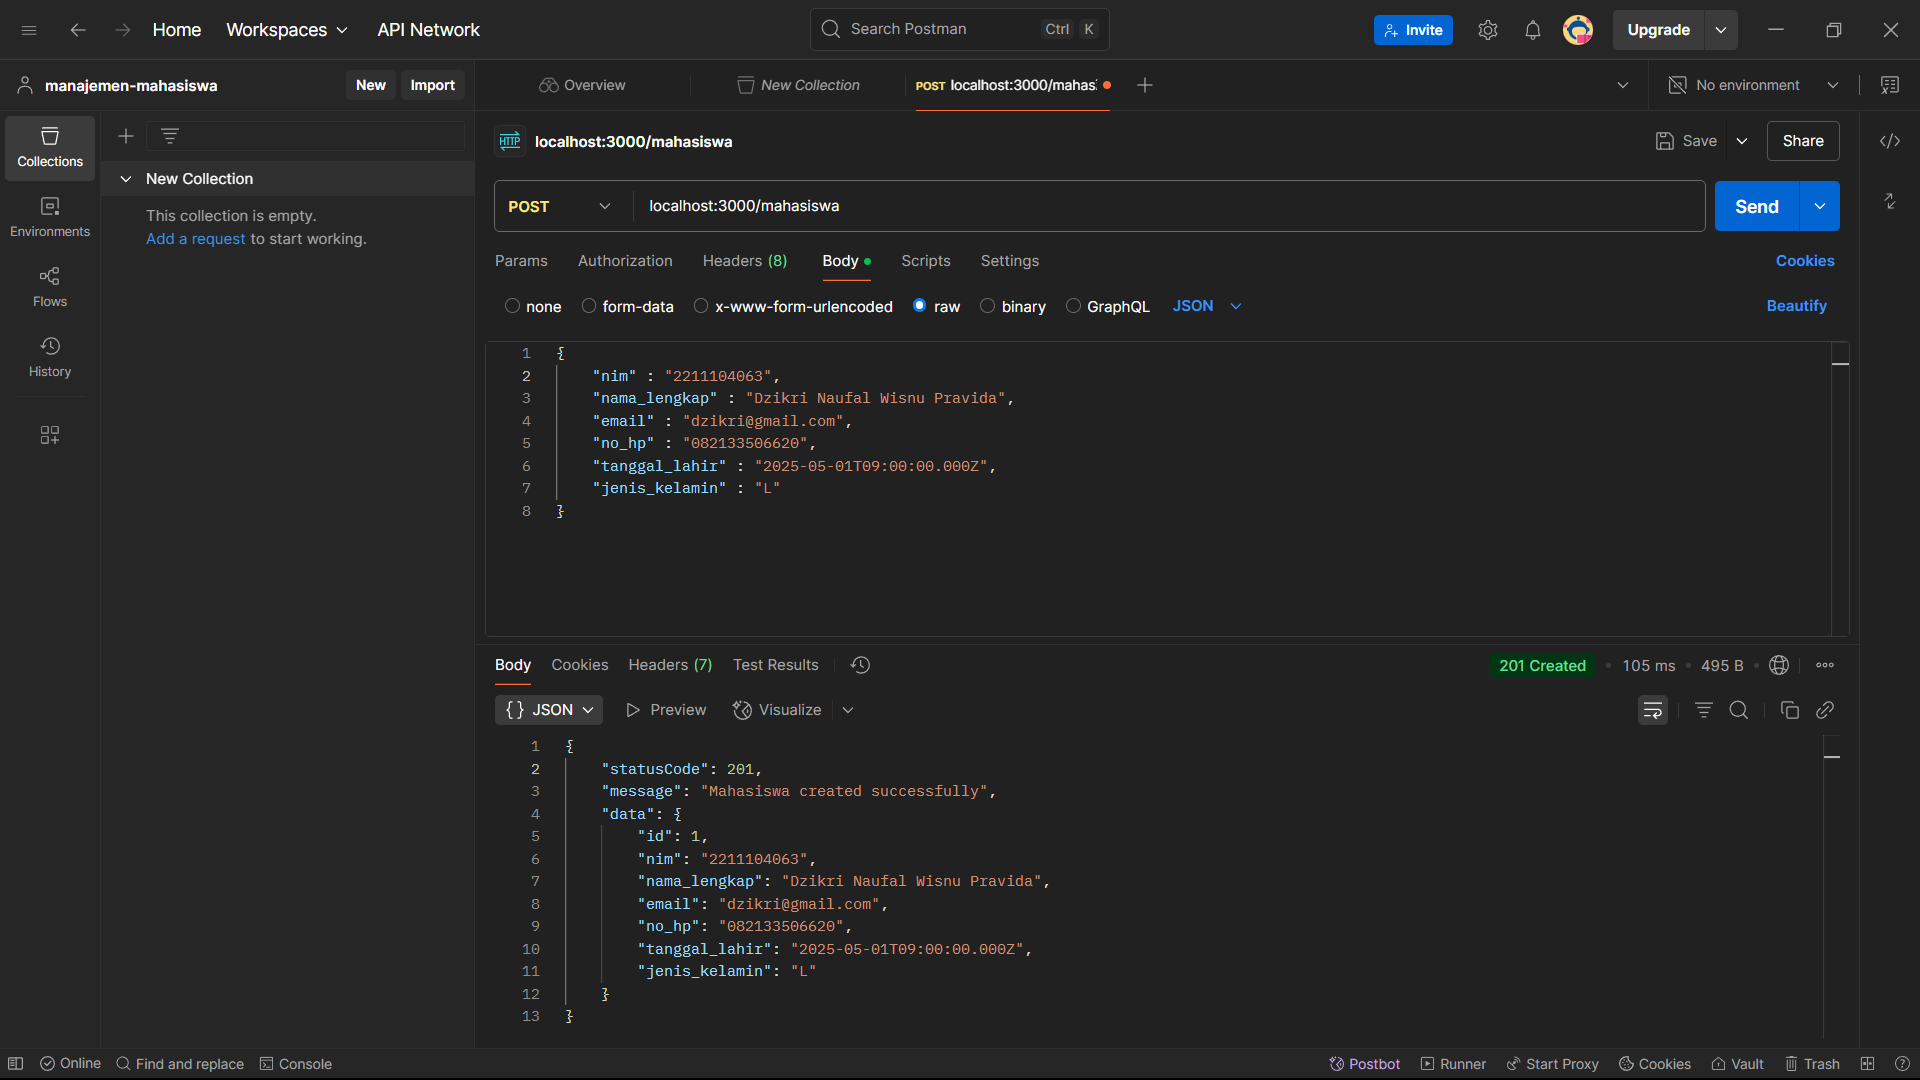 Home
Workspaces
API Network
Search Postman
Ctrl K
Invite
Upgrade
manajemen-mahasiswa
New
Import
Overview
New Collection
POST localhost:3000/mahas
No environment
Collections
Environments
Flows
History
New Collection
This collection is empty.
Add a request to start working.
HTTP localhost:3000/mahasiswa
Save
Share
POST
localhost:3000/mahasiswa
Send
Params
Authorization
Headers (8)
Body
Scripts
Settings
Cookies
none
form-data
x-www-form-urlencoded
raw
binary
GraphQL
JSON
Beautify
1 {
2 "nim" : "2211104063",
3 "nama_lengkap" : "Dzikri Naufal Wisnu Pravida",
4 "email" : "dzikri@gmail.com",
5 "no_hp" : "082133506620",
6 "tanggal_lahir" : "2025-05-01T09:00:00.000Z",
7 "jenis_kelamin" : "L"
8 }
Body
Cookies
Headers (7)
Test Results
201 Created
105 ms
495 B
{} JSON
Preview
Visualize
1 {
2 "statusCode": 201,
3 "message": "Mahasiswa created successfully",
4 "data": {
5 "id": 1,
6 "nim": "2211104063",
7 "nama_lengkap": "Dzikri Naufal Wisnu Pravida",
8 "email": "dzikri@gmail.com",
9 "no_hp": "082133506620",
10 "tanggal_lahir": "2025-05-01T09:00:00.000Z",
11 "jenis_kelamin": "L"
12 }
13 }
Online
Find and replace
Console
Postbot
Runner
Start Proxy
Cookies
Vault
Trash